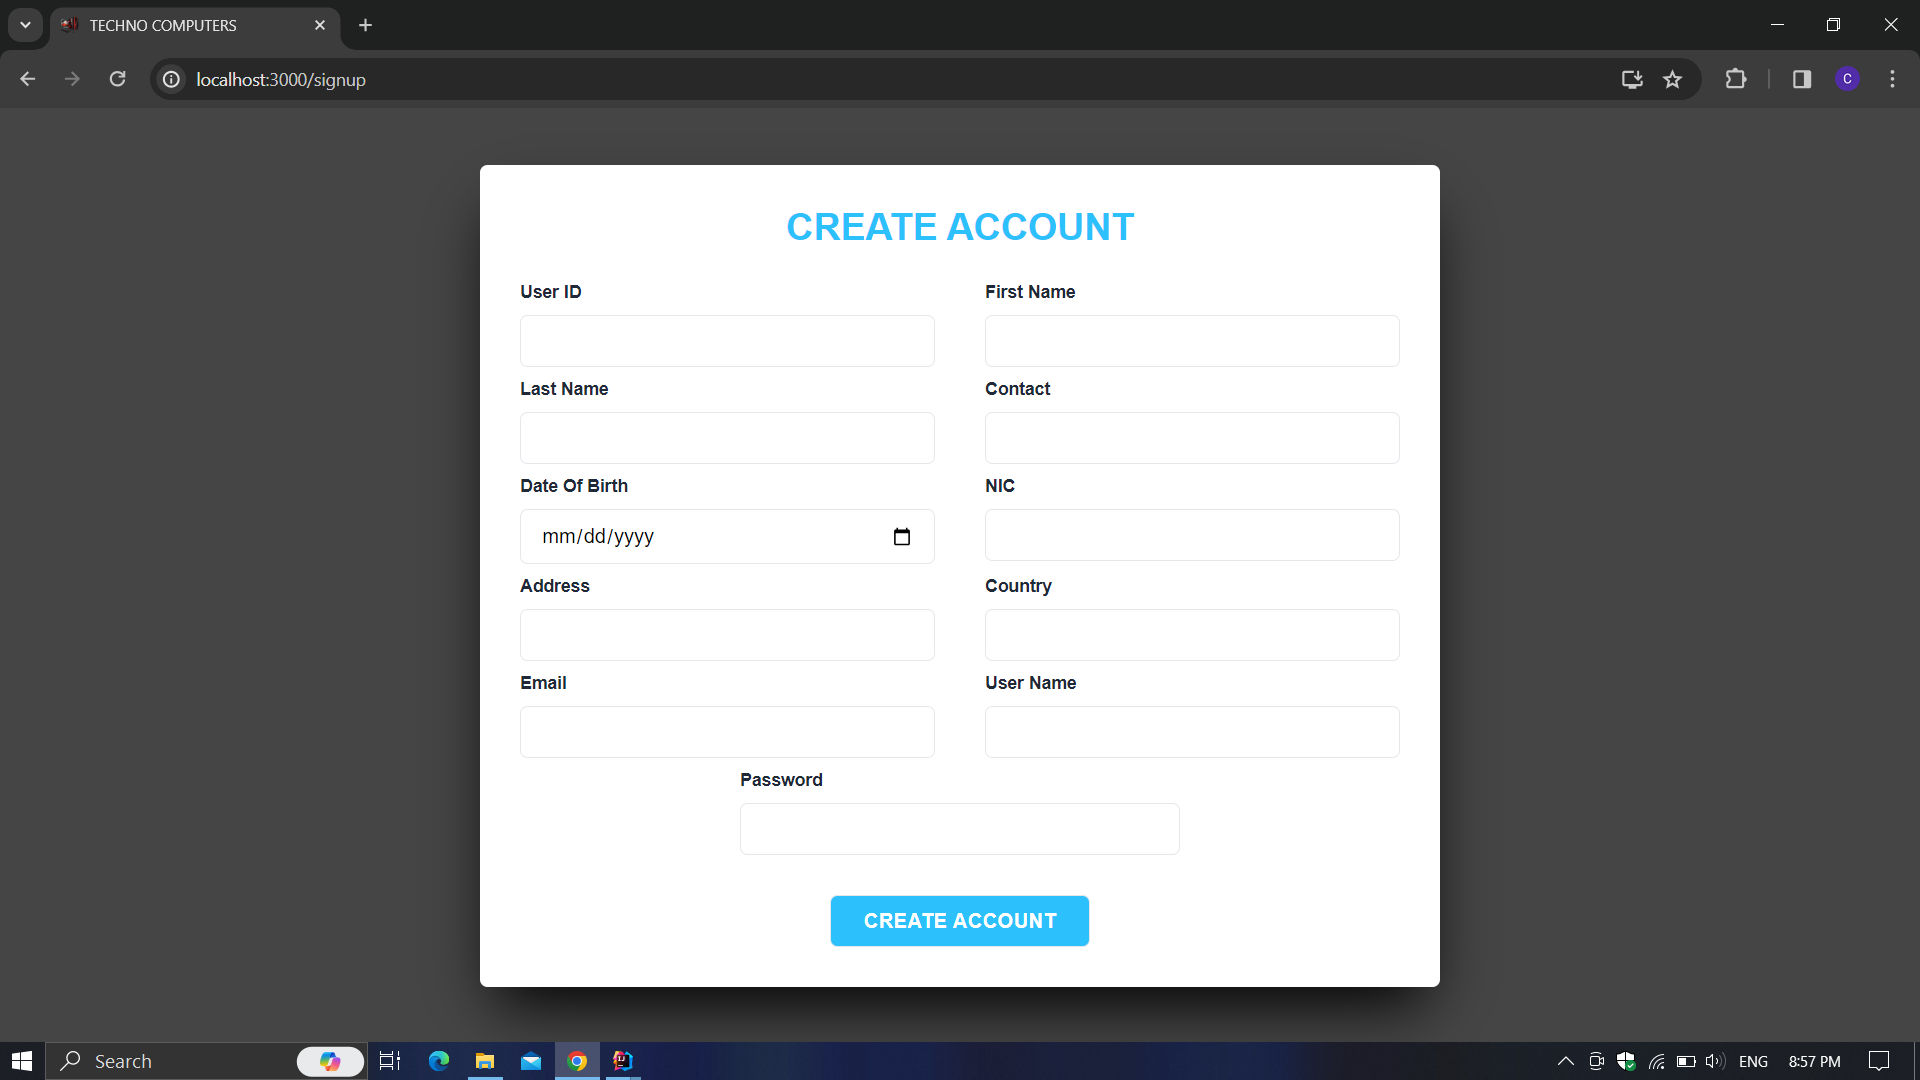 TECHNO COMPUTERS
localhost:3000/signup
C
CREATE ACCOUNT
User ID
First Name
Last Name
Contact
Date Of Birth
NIC
mm/dd/yyyy
Address
Country
Email
User Name
Password
CREATE ACCOUNT
Search
IJ
ENG
8:57 PM